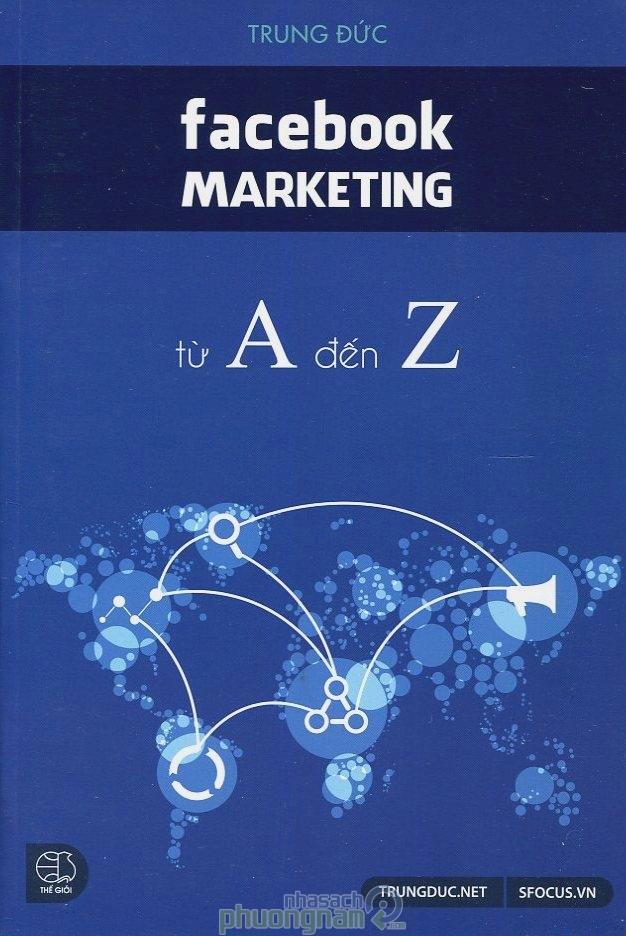 TRUNG ĐỨC
facebook
MARKETING
từ A đến Z
THẾ GIỚI
TRUNGDUC.NET SFOCUS.VN
nhasach
phuongnam
.com